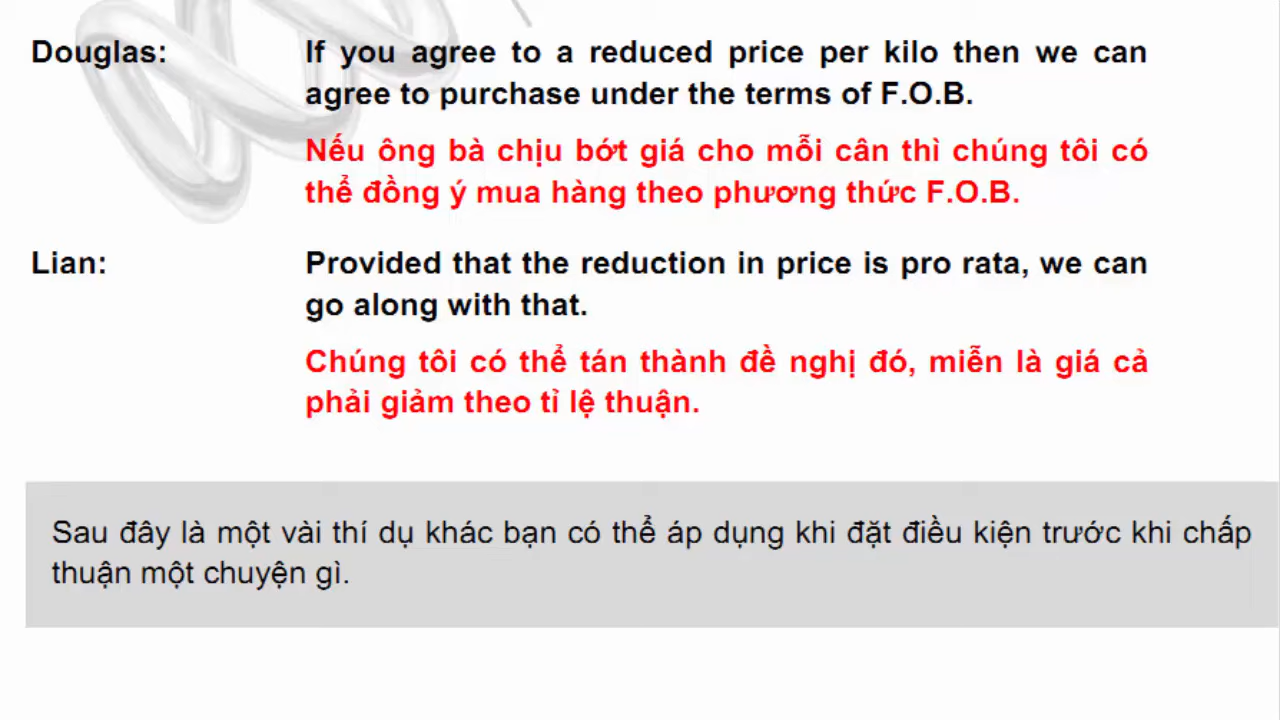 Douglas: If you agree to a reduced price per kilo then we can
agree to purchase under the terms of F.O.B.
Nếu ông bà chịu bớt giá cho mỗi cân thì chúng tôi có
thể đồng ý mua hàng theo phương thức F.O.B.
Lian: Provided that the reduction in price is pro rata, we can
go along with that.
Chúng tôi có thể tán thành đề nghị đó, miễn là giá cả
phải giảm theo tỉ lệ thuận.
Sau đây là một vài thí dụ khác bạn có thể áp dụng khi đặt điều kiện trước khi chấp
thuận một chuyện gì.